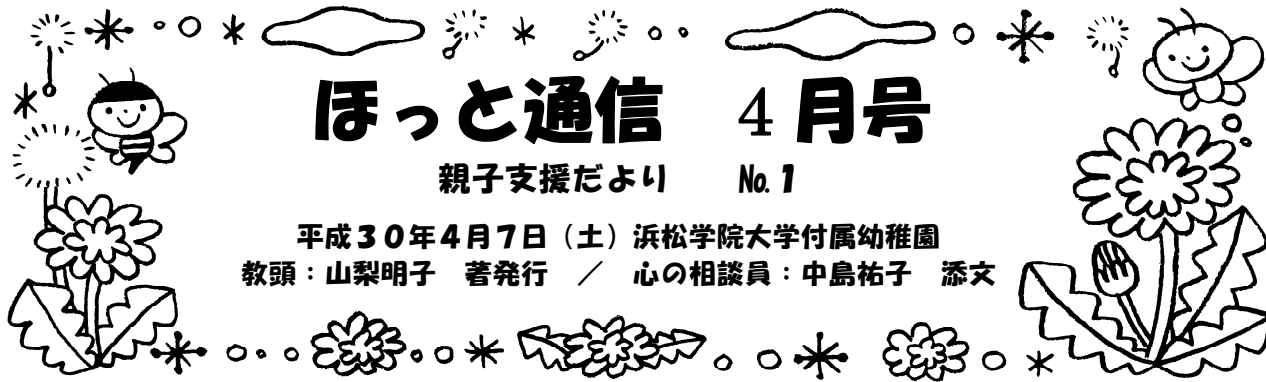 ほっと通信　４月号
親子支援だより　　№１
平成３０年４月７日（土）浜松学院大学付属幼稚園
教頭：山梨明子　著発行　／　心の相談員：中島祐子　添文